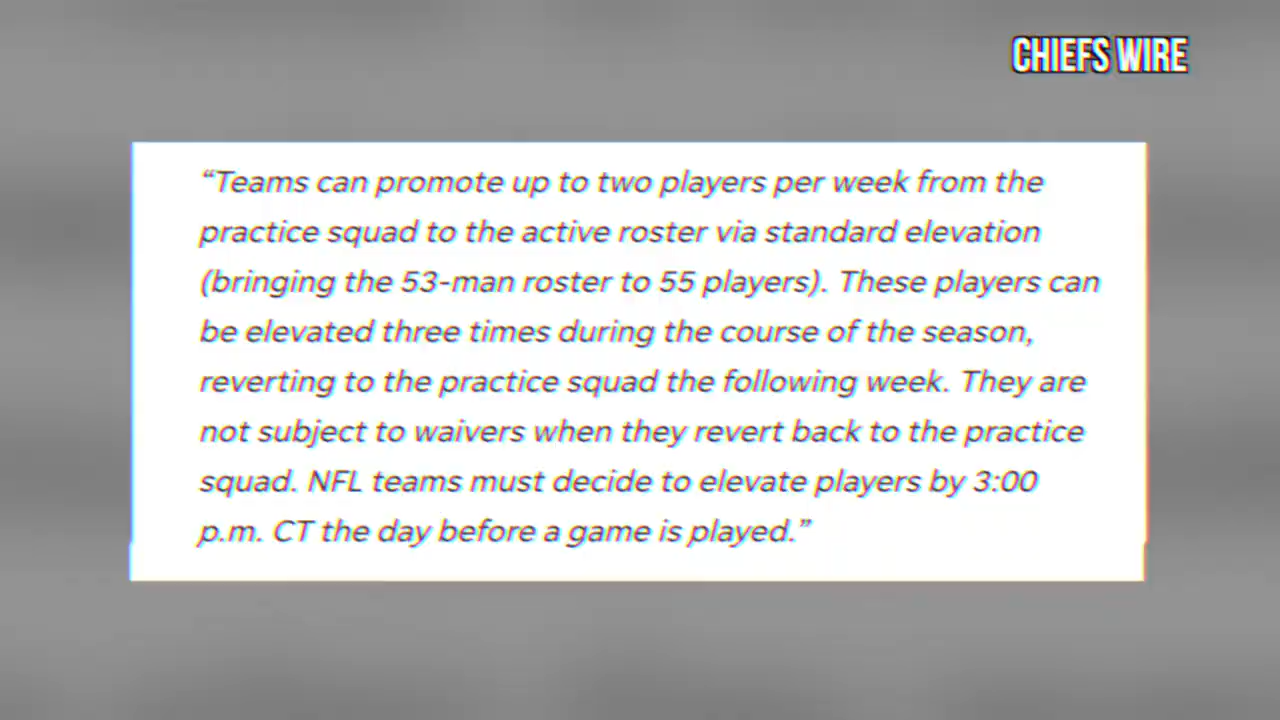 CHIEFS WIRE
“Teams can promote up to two players per week from the
practice squad to the active roster via standard elevation
(bringing the 53-man roster to 55 players). These players can
be elevated three times during the course of the season,
reverting to the practice squad the following week. They are
not subject to waivers when they revert back to the practice
squad. NFL teams must decide to elevate players by 3:00
p.m. CT the day before a game is played.”